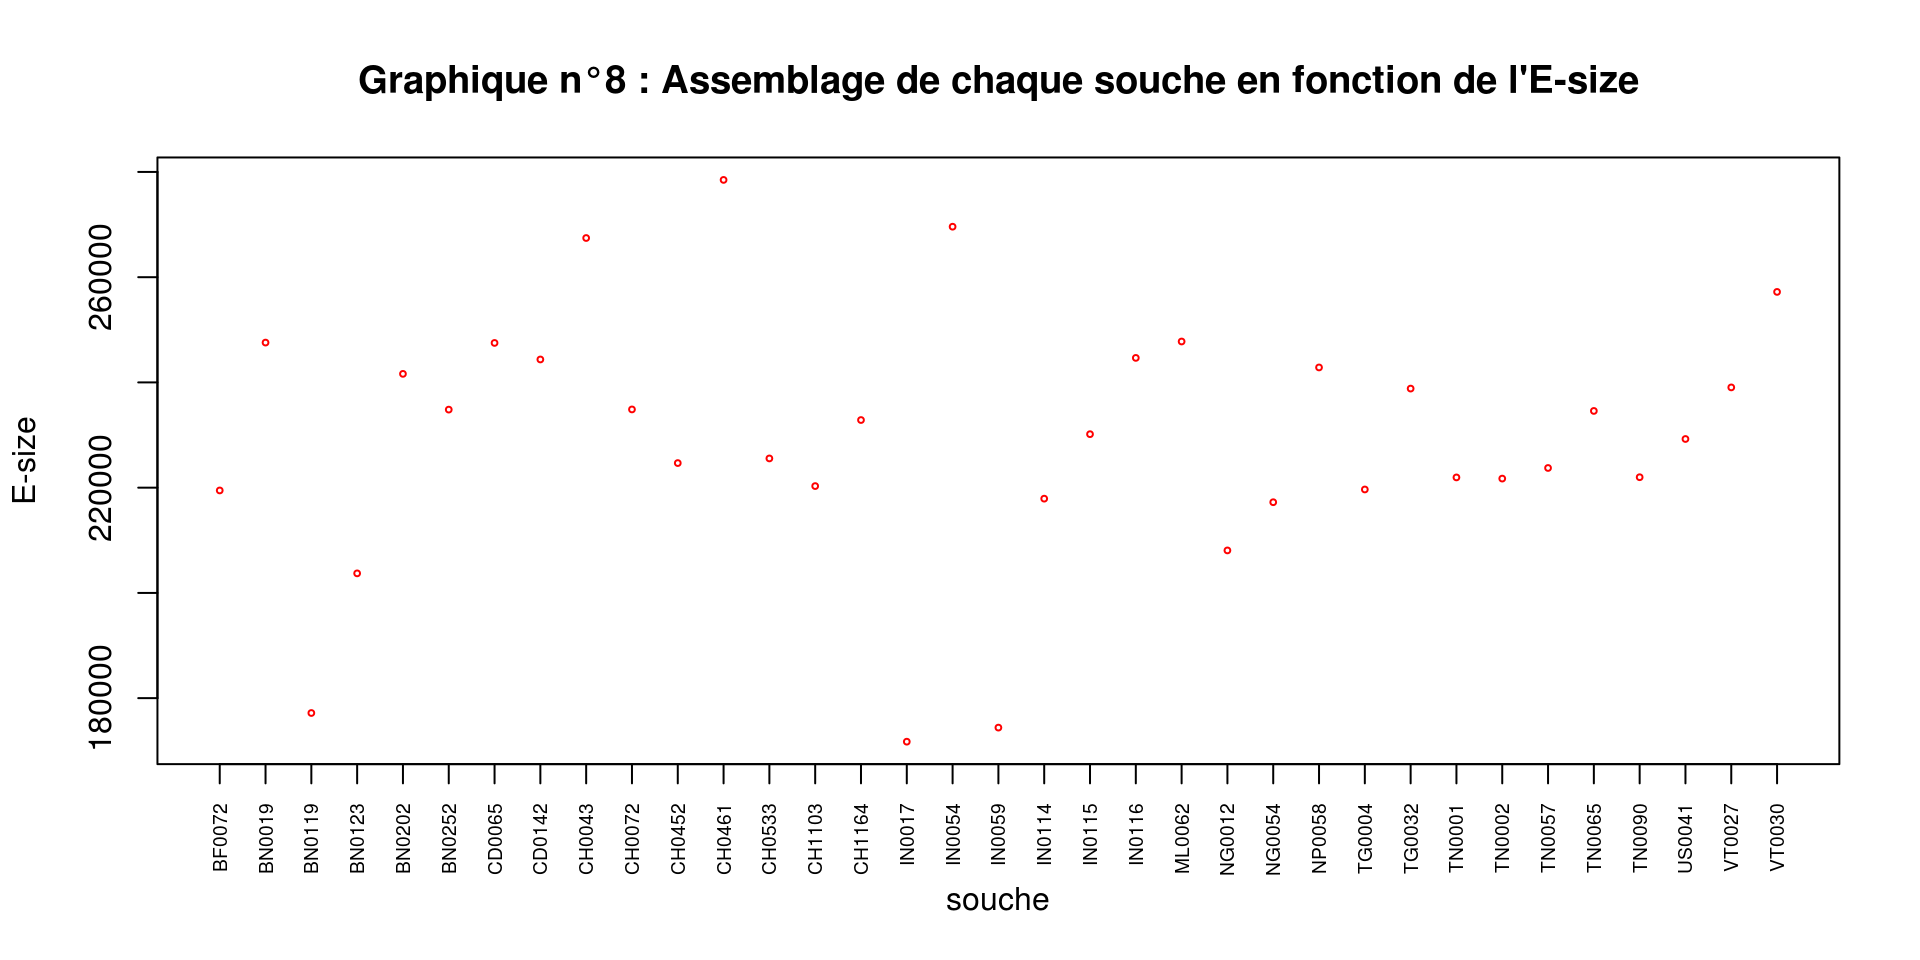 Graphique n°8 : Assemblage de chaque souche en fonction de l'E-size
E-size
260000
220000
180000
BF0072
BN0019
BN0119
BN0123
BN0202
BN0252
CD0065
CD0142
CH0043
CH0072
CH0452
CH0461
CH0533
CH1103
CH1164
IN0017
IN0054
IN0059
IN0114
IN0115
IN0116
ML0062
NG0012
NG0054
NP0058
TG0004
TG0032
TN0001
TN0002
TN0057
TN0065
TN0090
US0041
VT0027
VT0030
souche